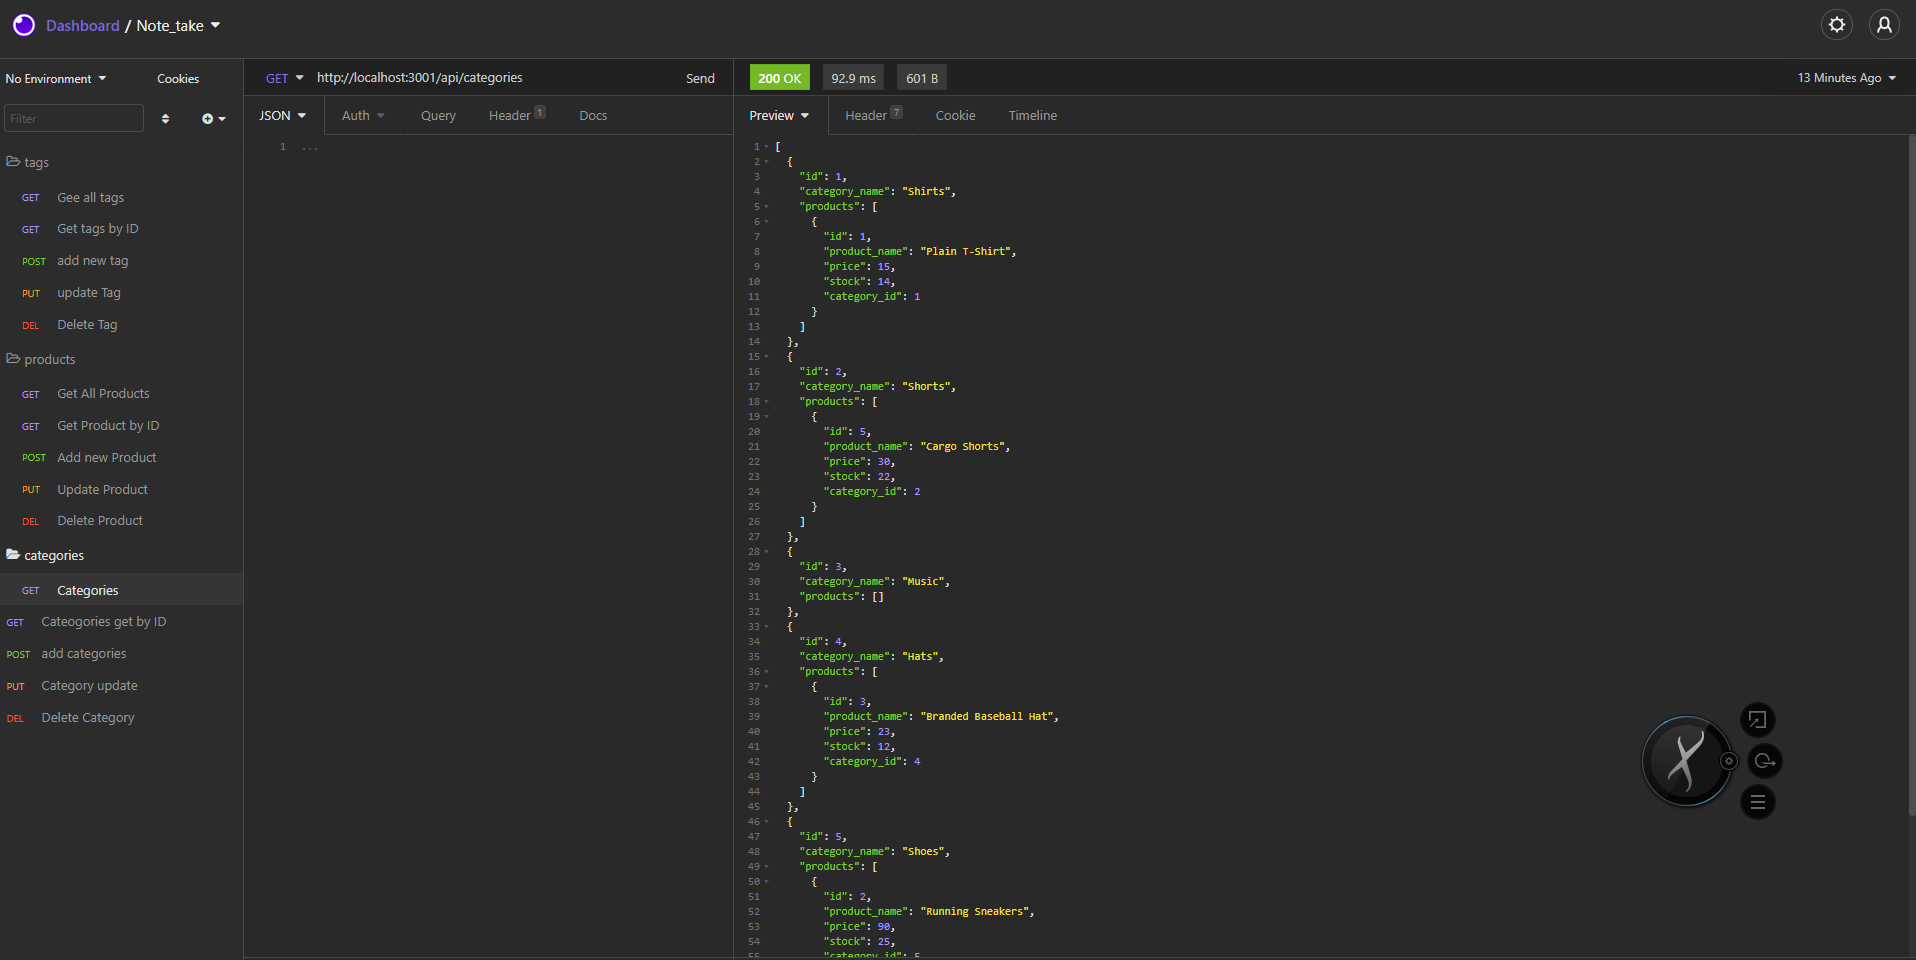 Dashboard / Note_take
No Environment
Cookies
GET http://localhost:3001/api/categories
Send
200 OK
92.9 ms
601 B
13 Minutes Ago
Filter
JSON
Auth
Query
Header 1
Docs
Preview
Header 7
Cookie
Timeline
tags
GET Gee all tags
GET Get tags by ID
POST add new tag
PUT update Tag
DEL Delete Tag
products
GET Get All Products
GET Get Product by ID
POST Add new Product
PUT Update Product
DEL Delete Product
categories
GET Categories
GET Cateogories get by ID
POST add categories
PUT Category update
DEL Delete Category
1 ...
1 [
2 {
3 "id": 1,
4 "category_name": "Shirts",
5 "products": [
6 {
7 "id": 1,
8 "product_name": "Plain T-Shirt",
9 "price": 15,
10 "stock": 14,
11 "category_id": 1
12 }
13 ]
14 },
15 {
16 "id": 2,
17 "category_name": "Shorts",
18 "products": [
19 {
20 "id": 5,
21 "product_name": "Cargo Shorts",
22 "price": 30,
23 "stock": 22,
24 "category_id": 2
25 }
26 ]
27 },
28 {
29 "id": 3,
30 "category_name": "Music",
31 "products": []
32 },
33 {
34 "id": 4,
35 "category_name": "Hats",
36 "products": [
37 {
38 "id": 3,
39 "product_name": "Branded Baseball Hat",
40 "price": 23,
41 "stock": 12,
42 "category_id": 4
43 }
44 ]
45 },
46 {
47 "id": 5,
48 "category_name": "Shoes",
49 "products": [
50 {
51 "id": 2,
52 "product_name": "Running Sneakers",
53 "price": 90,
54 "stock": 25,
55 "category_id": 5